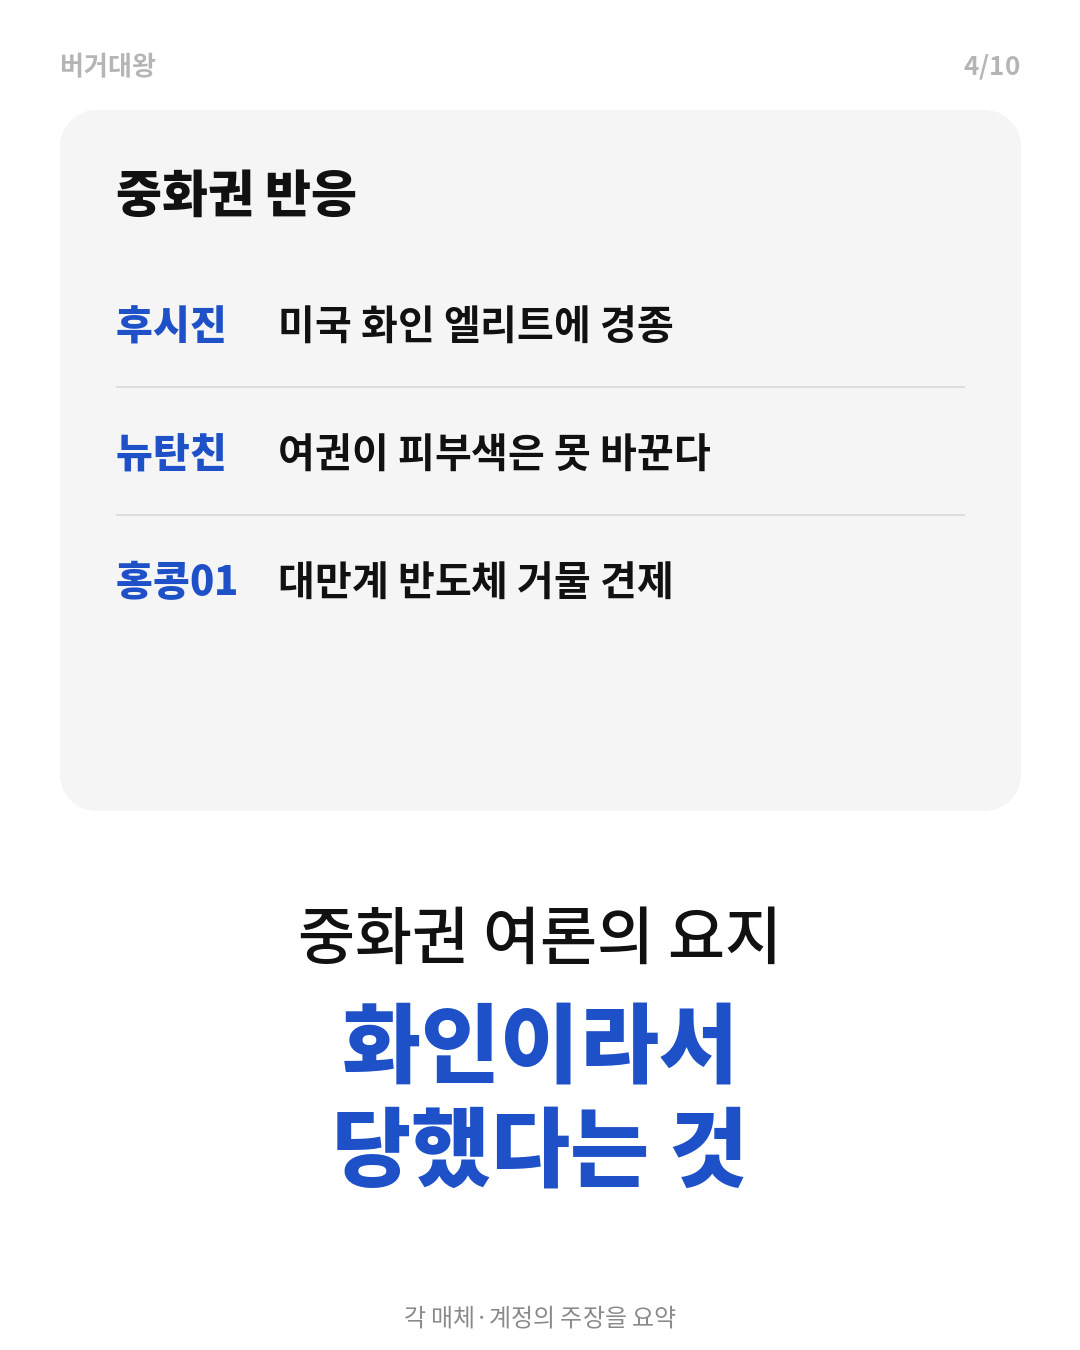 버거대왕
4/10
중화권 반응
후시진 미국 화인 엘리트에 경종
뉴탄친 여권이 피부색은 못 바꾼다
홍콩01 대만계 반도체 거물 견제
중화권 여론의 요지
화인이라서
당했다는 것
각 매체·계정의 주장을 요약